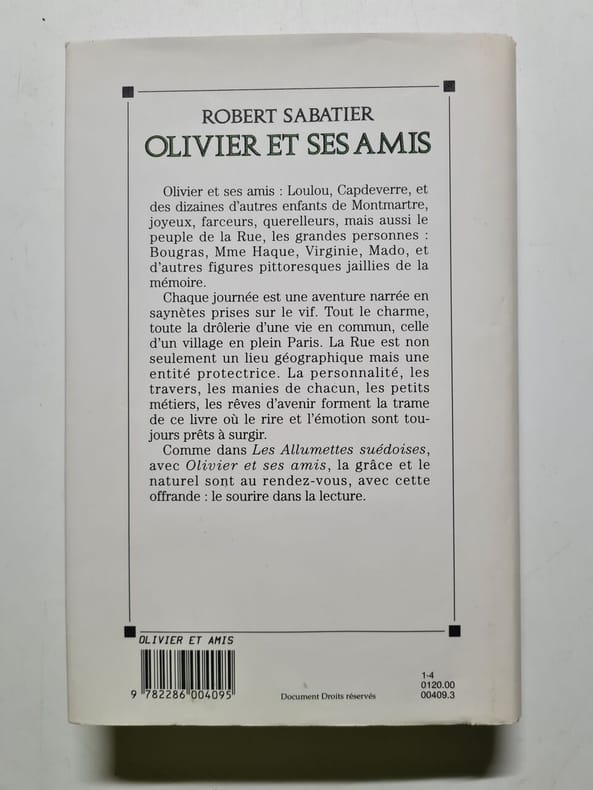 ROBERT SABATIER
OLIVIER ET SES AMIS
Olivier et ses amis : Loulou, Capdeverre, et
des dizaines d'autres enfants de Montmartre,
joyeux, farceurs, querelleurs, mais aussi le
peuple de la Rue, les grandes personnes :
Bougras, Mme Haque, Virginie, Mado, et
d'autres figures pittoresques jaillies de la
mémoire.
Chaque journée est une aventure narrée en
saynètes prises sur le vif. Tout le charme,
toute la drôlerie d'une vie en commun, celle
d'un village en plein Paris. La Rue est non
seulement un lieu géographique mais une
entité protectrice. La personnalité, les
travers, les manies de chacun, les petits
métiers, les rêves d'avenir forment la trame
de ce livre où le rire et l'émotion sont tou-
jours prêts à surgir.
Comme dans Les Allumettes suédoises,
avec Olivier et ses amis, la grâce et le
naturel sont au rendez-vous, avec cette
offrande : le sourire dans la lecture.
OLIVIER ET AMIS
9 782286 004095
Document Droits réservés
1-4
0120.00
00409.3